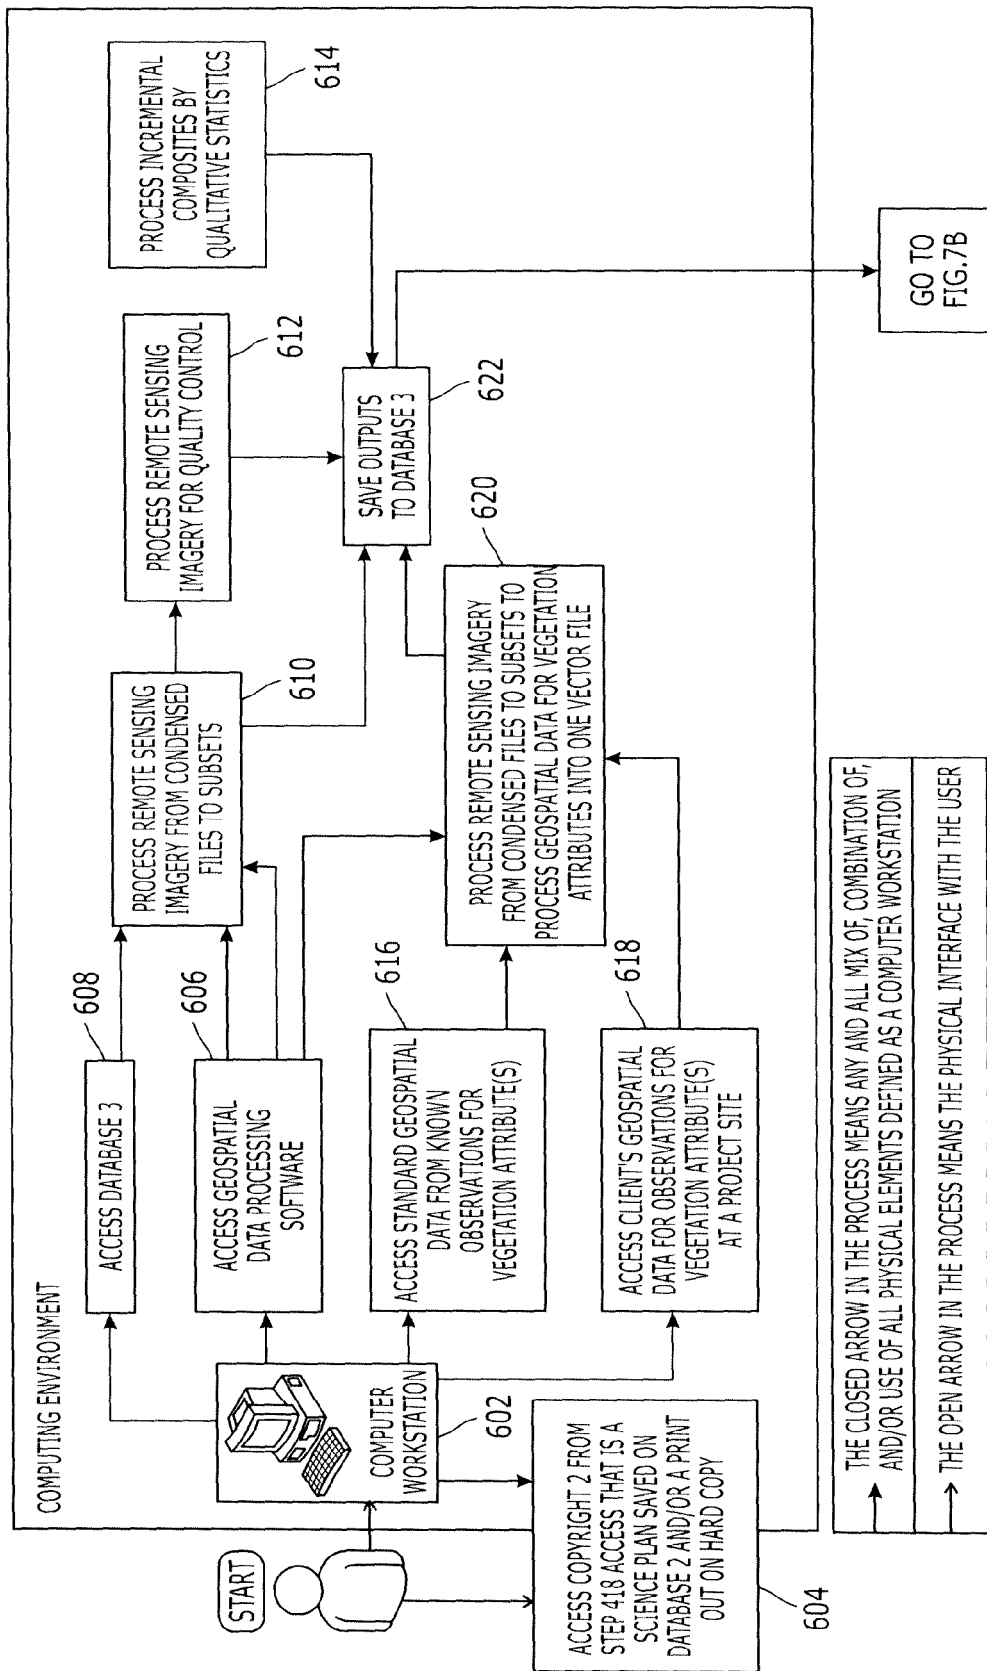 COMPUTING ENVIRONMENT
START
COMPUTER
WORKSTATION
602
ACCESS COPYRIGHT 2 FROM
STEP 418 ACCESS THAT IS A
SCIENCE PLAN SAVED ON
DATABASE 2 AND/OR A PRINT
OUT ON HARD COPY
604
ACCESS DATABASE 3
608
ACCESS GEOSPATIAL
DATA PROCESSING
SOFTWARE
606
ACCESS STANDARD GEOSPATIAL
DATA FROM KNOWN
OBSERVATIONS FOR
VEGETATION ATTRIBUTE(S)
616
ACCESS CLIENT'S GEOSPATIAL
DATA FOR OBSERVATIONS FOR
VEGETATION ATTRIBUTE(S)
AT A PROJECT SITE
618
PROCESS REMOTE SENSING
IMAGERY FROM CONDENSED
FILES TO SUBSETS
610
PROCESS REMOTE SENSING
IMAGERY FOR QUALITY CONTROL
612
PROCESS INCREMENTAL
COMPOSITES BY
QUALITATIVE STATISTICS
614
PROCESS REMOTE SENSING IMAGERY
FROM CONDENSED FILES TO SUBSETS TO
PROCESS GEOSPATIAL DATA FOR VEGETATION
ATTRIBUTES INTO ONE VECTOR FILE
620
SAVE OUTPUTS
TO DATABASE 3
622
GO TO
FIG.7B
THE CLOSED ARROW IN THE PROCESS MEANS ANY AND ALL MIX OF, COMBINATION OF,
AND/OR USE OF ALL PHYSICAL ELEMENTS DEFINED AS A COMPUTER WORKSTATION
THE OPEN ARROW IN THE PROCESS MEANS THE PHYSICAL INTERFACE WITH THE USER